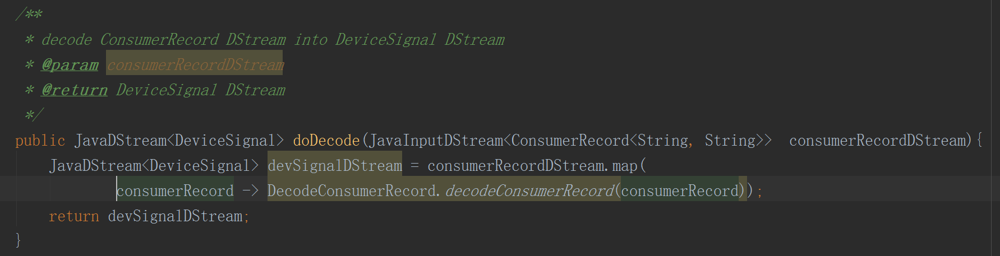 /**
 * decode ConsumerRecord DStream into DeviceSignal DStream
 * @param consumerRecordDStream
 * @return DeviceSignal DStream
 */
public JavaDStream<DeviceSignal> doDecode(JavaInputDStream<ConsumerRecord<String, String>>  consumerRecordDStream){
    JavaDStream<DeviceSignal> devSignalDStream = consumerRecordDStream.map(
            consumerRecord -> DecodeConsumerRecord.decodeConsumerRecord(consumerRecord));
    return devSignalDStream;
}